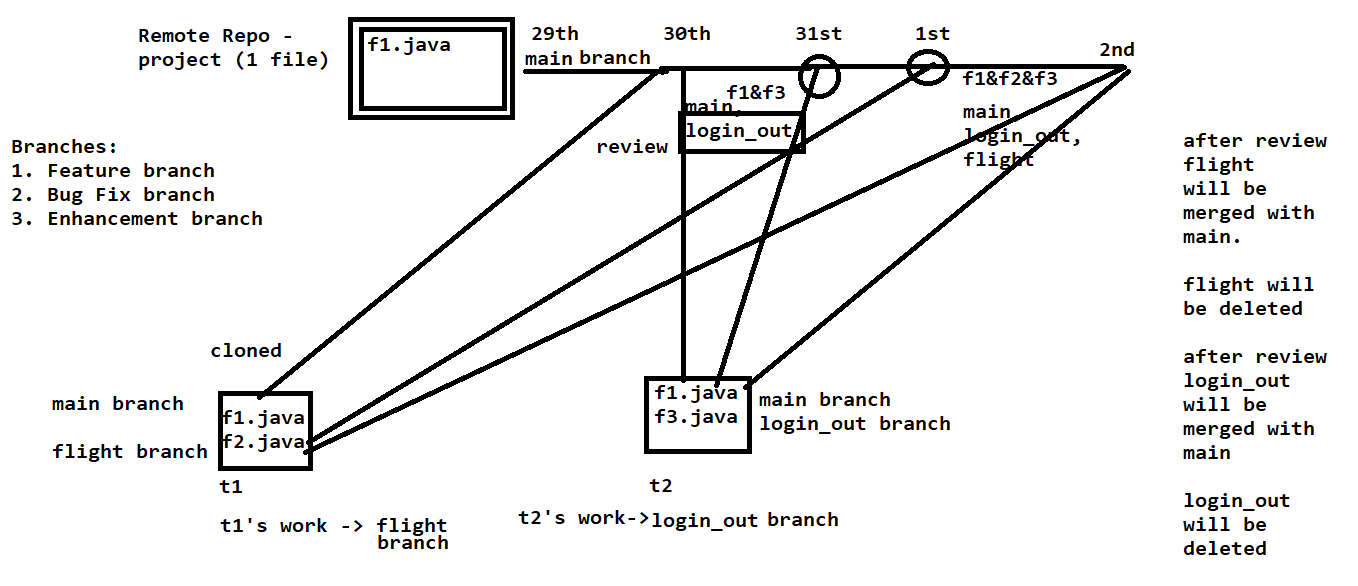 Remote Repo -
project (1 file)
f1.java
29th
30th
31st
1st
2nd
main branch
f1&f3
main,
login_out
review
f1&f2&f3
main
login_out,
flight
Branches:
1. Feature branch
2. Bug Fix branch
3. Enhancement branch
cloned
main branch
flight branch
f1.java
f2.java
t1
t1's work -> flight
branch
f1.java
f3.java
main branch
login_out branch
t2
t2's work->login_out branch
after review
flight
will be
merged with
main.
flight will
be deleted
after review
login_out
will be
merged with
main
login_out
will be
deleted